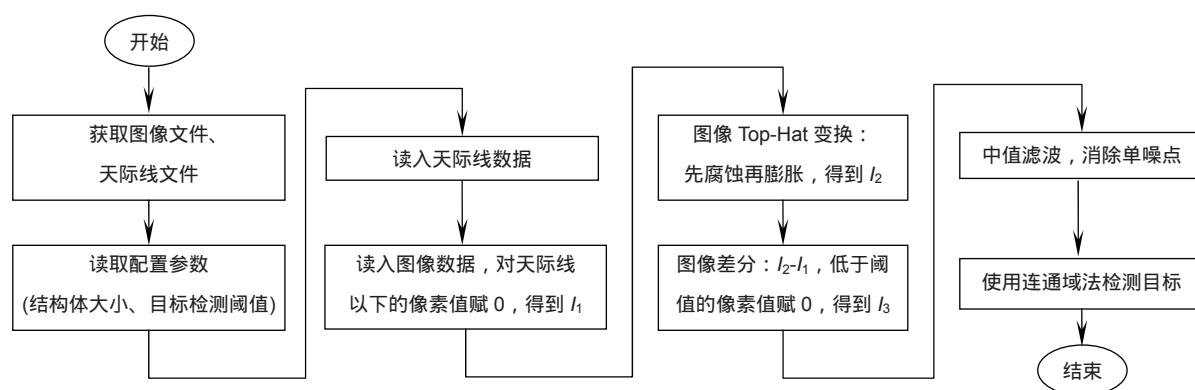 开始
获取图像文件、
天际线文件
读取配置参数
(结构体大小、目标检测阈值)
读入天际线数据
读入图像数据，对天际线
以下的像素值赋 0，得到 I₁
图像 Top-Hat 变换：
先腐蚀再膨胀，得到 I₂
图像差分：I₂-I₁，低于阈
值的像素值赋 0，得到 I₃
中值滤波，消除单噪点
使用连通域法检测目标
结束